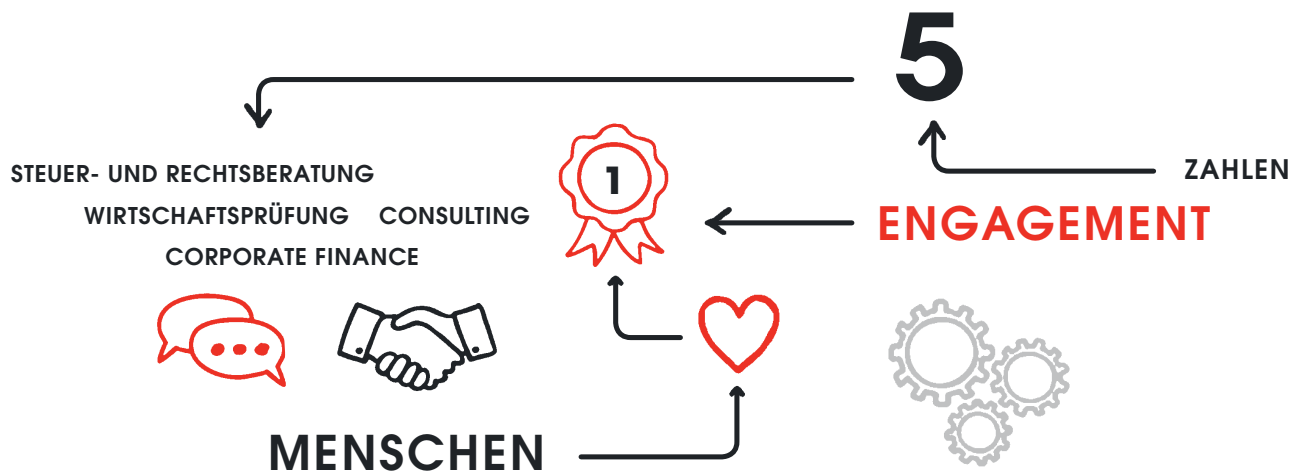 5
STEUER- UND RECHTSBERATUNG
1
ZAHLEN
WIRTSCHAFTSPRÜFUNG CONSULTING
ENGAGEMENT
CORPORATE FINANCE
MENSCHEN